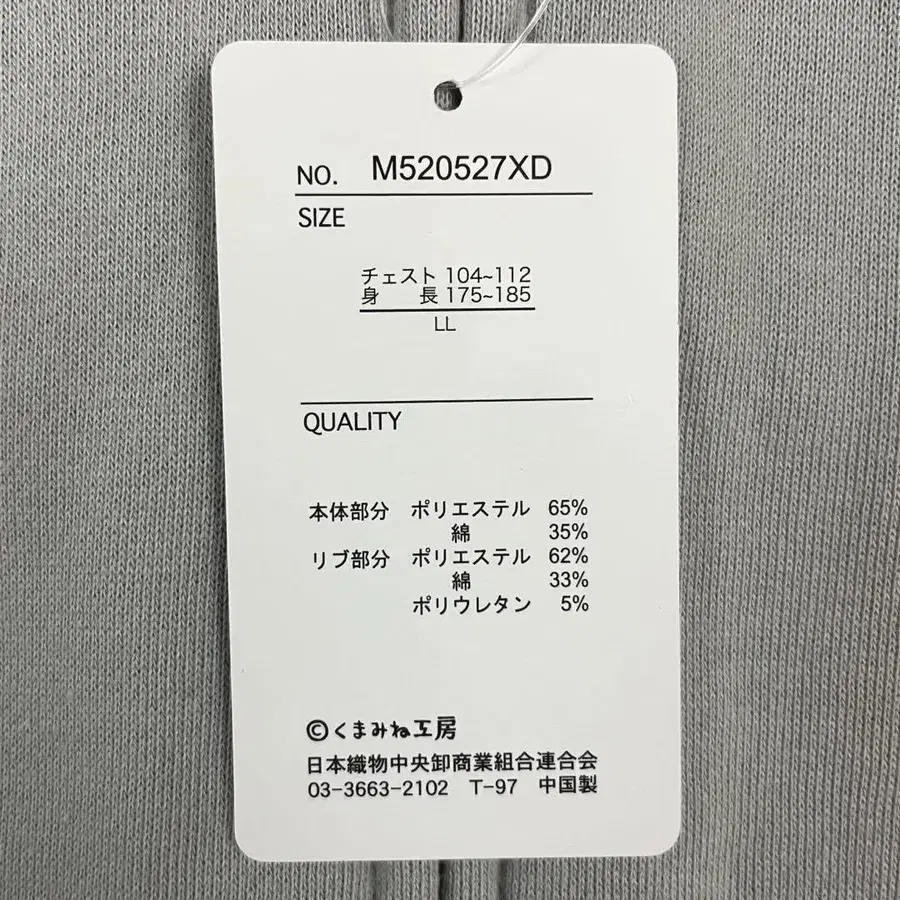 NO. M520527XD
SIZE
チェスト 104~112
身 長 175~185
LL
QUALITY
本体部分 ポリエステル 65%
綿 35%
リブ部分 ポリエステル 62%
綿 33%
ポリウレタン 5%
©くまみね工房
日本織物中央卸商業組合連合会
03-3663-2102 T-97 中国製